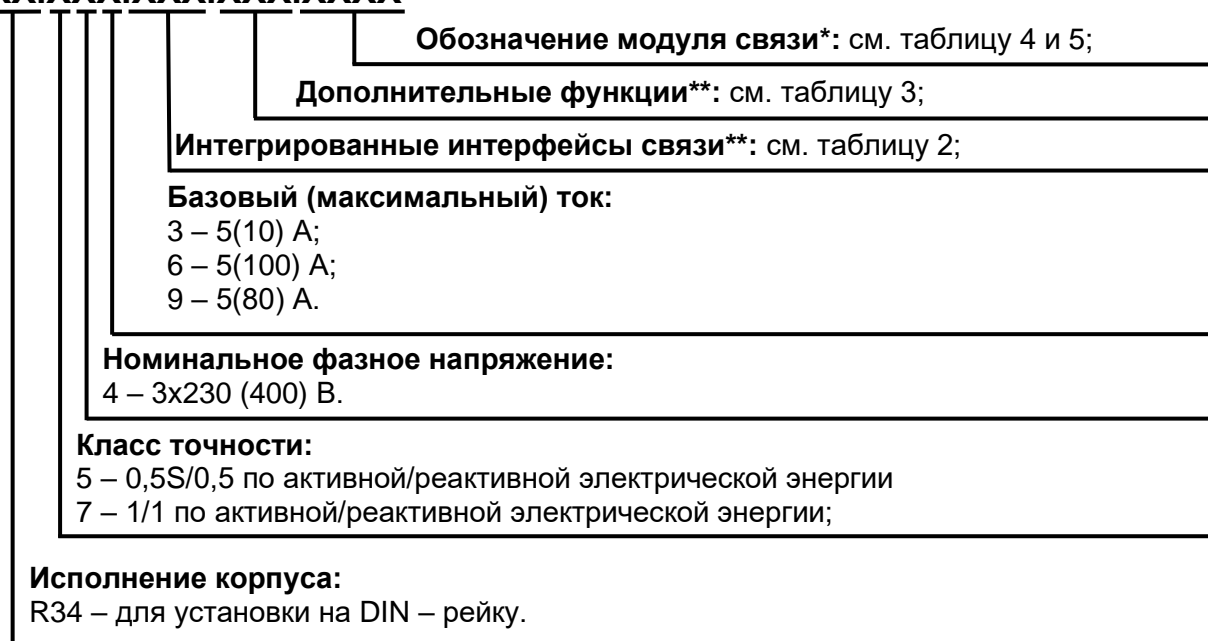 Обозначение модуля связи*: см. таблицу 4 и 5;
Дополнительные функции**: см. таблицу 3;
Интегрированные интерфейсы связи**: см. таблицу 2;
Базовый (максимальный) ток:
3 – 5(10) А;
6 – 5(100) А;
9 – 5(80) А.
Номинальное фазное напряжение:
4 – 3x230 (400) В.
Класс точности:
5 – 0,5S/0,5 по активной/реактивной электрической энергии
7 – 1/1 по активной/реактивной электрической энергии;
Исполнение корпуса:
R34 – для установки на DIN – рейку.